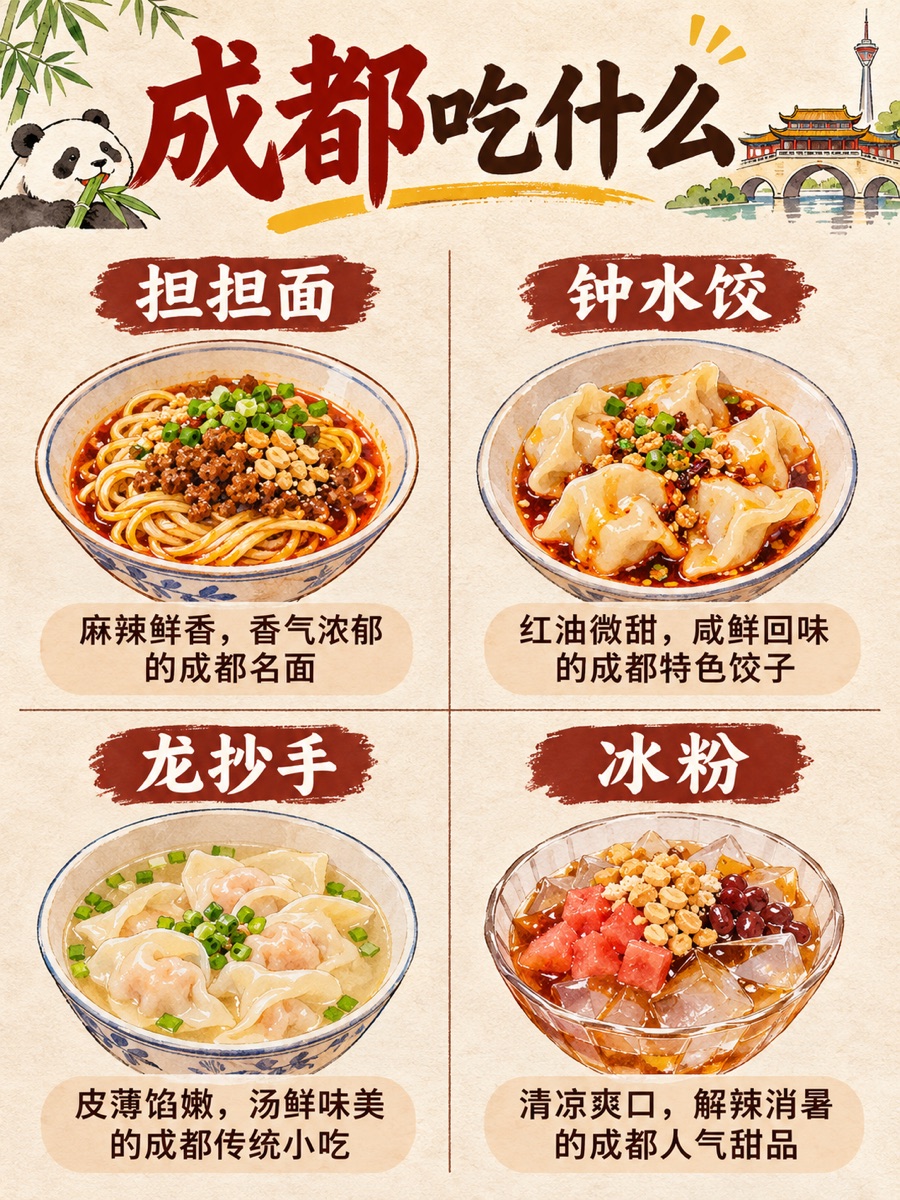 成都吃什么
担担面
麻辣鲜香，香气浓郁
的成都名面
钟水饺
红油微甜，咸鲜回味
的成都特色饺子
龙抄手
皮薄馅嫩，汤鲜味美
的成都传统小吃
冰粉
清凉爽口，解辣消暑
的成都人气甜品